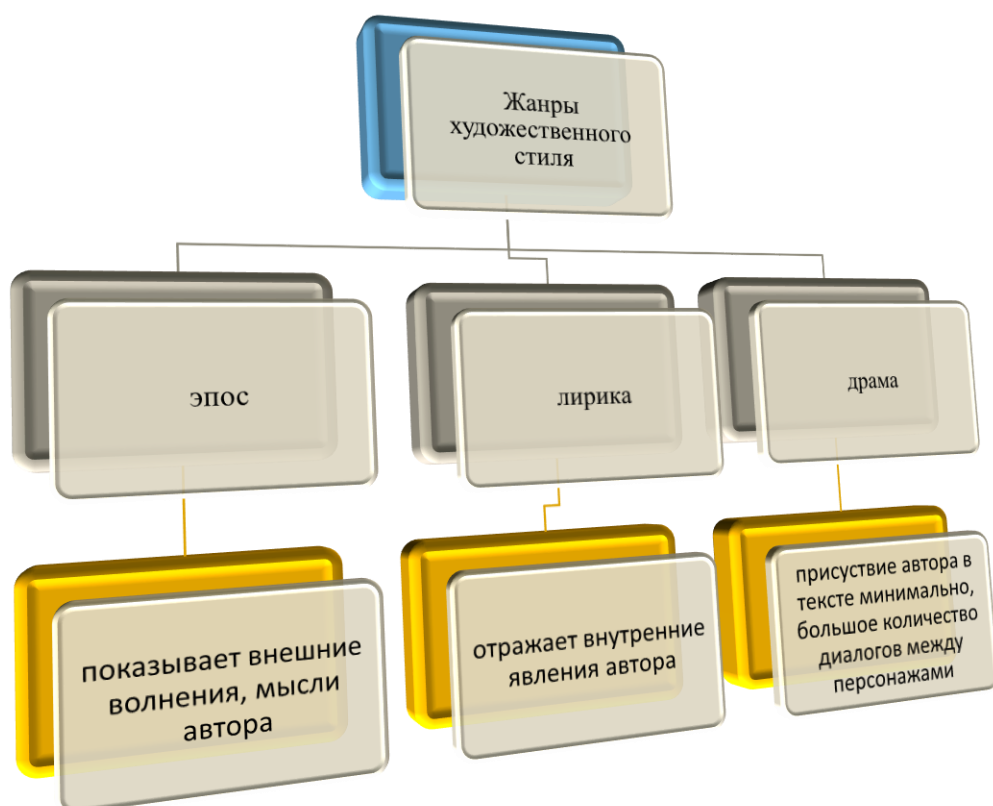 Жанры
художественного
стиля
эпос
лирика
драма
показывает внешние
волнения, мысли
автора
отражает внутренние
явления автора
присуствие автора в
тексте минимально,
большое количество
диалогов между
персонажами